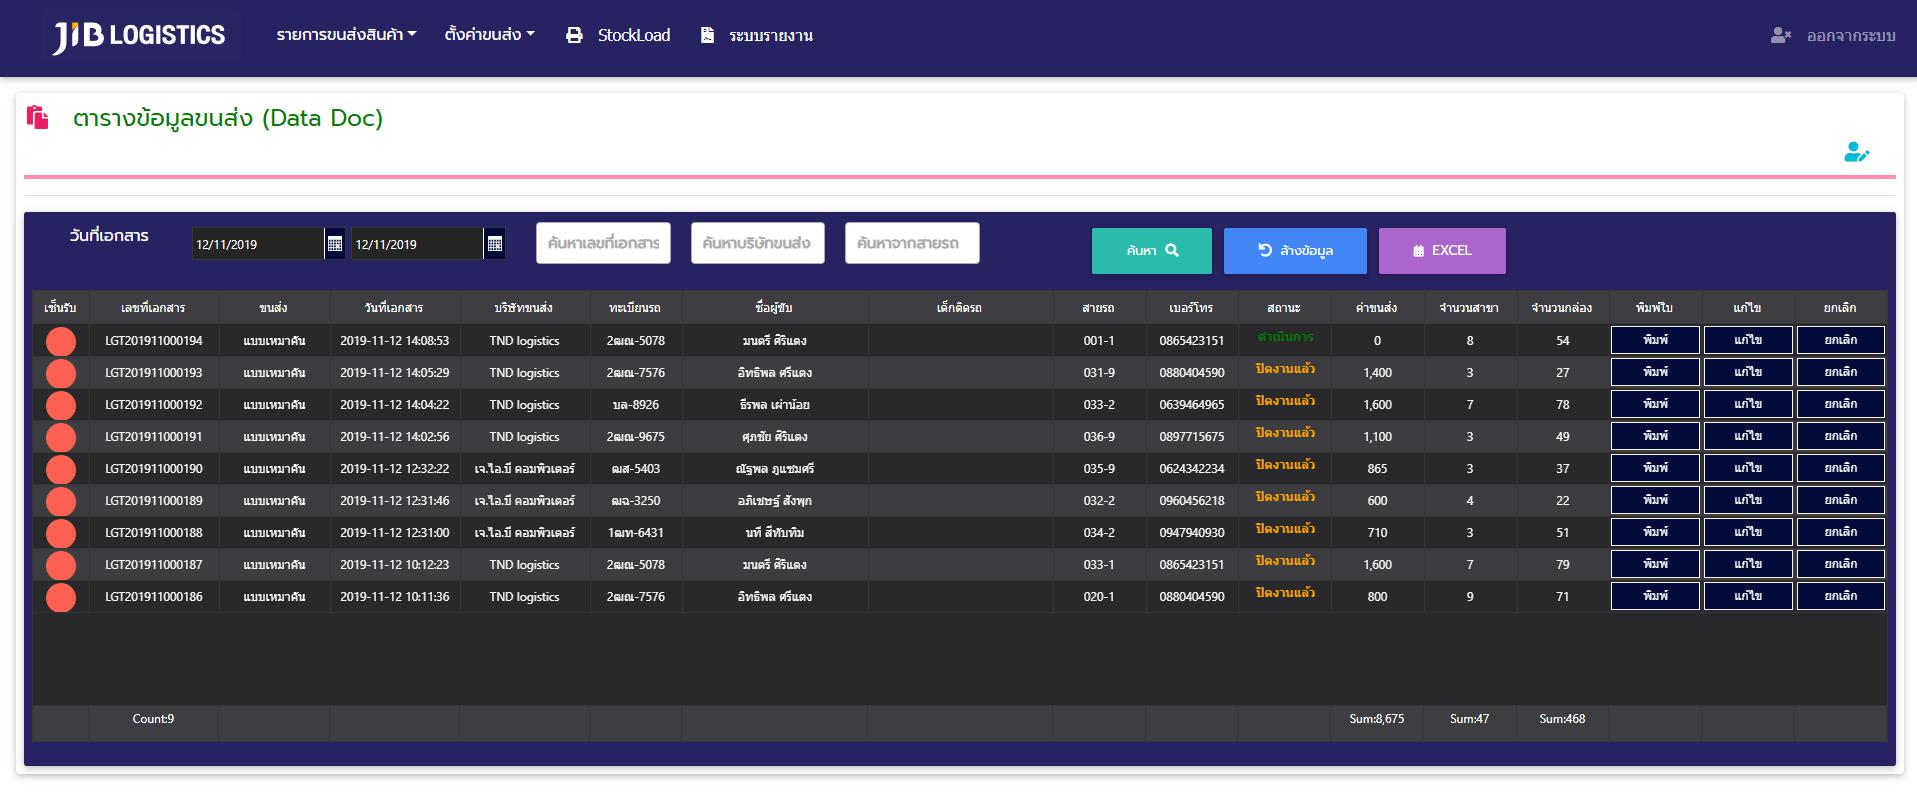 JIB LOGISTICS รายการขนส่งสินค้า ตั้งค่าขนส่ง StockLoad ระบบรายงาน ออกจากระบบ
ตารางข้อมูลขนส่ง (Data Doc)
วันที่เอกสาร 12/11/2019 12/11/2019 ค้นหาเลขที่เอกสาร ค้นหาบริษัทขนส่ง ค้นหาจากสายรถ ค้นหา ล้างข้อมูล EXCEL
เซ็นรับ เลขที่เอกสาร ขนส่ง วันที่เอกสาร บริษัทขนส่ง ทะเบียนรถ ชื่อผู้ขับ เด็กติดรถ สายรถ เบอร์โทร สถานะ ค่าขนส่ง จำนวนสาขา จำนวนกล่อง พิมพ์ใบ แก้ไข ยกเลิก
LGT201911000194 แบบเหมาคัน 2019-11-12 14:08:53 TND logistics 2ฒณ-5078 มนตรี ศิริแดง 001-1 0865423151 ดำเนินการ 0 8 54 พิมพ์ แก้ไข ยกเลิก
LGT201911000193 แบบเหมาคัน 2019-11-12 14:05:29 TND logistics 2ฒณ-7576 อิทธิพล ศรีแดง 031-9 0880404590 ปิดงานแล้ว 1,400 3 27 พิมพ์ แก้ไข ยกเลิก
LGT201911000192 แบบเหมาคัน 2019-11-12 14:04:22 TND logistics บล-8926 ธีรพล เผ่าน้อย 033-2 0639464965 ปิดงานแล้ว 1,600 7 78 พิมพ์ แก้ไข ยกเลิก
LGT201911000191 แบบเหมาคัน 2019-11-12 14:02:56 TND logistics 2ฒณ-9675 ศุภชัย ศิริแดง 036-9 0897715675 ปิดงานแล้ว 1,100 3 49 พิมพ์ แก้ไข ยกเลิก
LGT201911000190 แบบเหมาคัน 2019-11-12 12:32:22 เจ.ไอ.บี คอมพิวเตอร์ ฒส-5403 ณัฐพล ภูแชมศรี 035-9 0624342234 ปิดงานแล้ว 865 3 37 พิมพ์ แก้ไข ยกเลิก
LGT201911000189 แบบเหมาคัน 2019-11-12 12:31:46 เจ.ไอ.บี คอมพิวเตอร์ ฒฉ-3250 อภิเชษฐ์ สังพุก 032-2 0960456218 ปิดงานแล้ว 600 4 22 พิมพ์ แก้ไข ยกเลิก
LGT201911000188 แบบเหมาคัน 2019-11-12 12:31:00 เจ.ไอ.บี คอมพิวเตอร์ 1ฒท-6431 นที สีทับทิม 034-2 0947940930 ปิดงานแล้ว 710 3 51 พิมพ์ แก้ไข ยกเลิก
LGT201911000187 แบบเหมาคัน 2019-11-12 10:12:23 TND logistics 2ฒณ-5078 มนตรี ศิริแดง 033-1 0865423151 ปิดงานแล้ว 1,600 7 79 พิมพ์ แก้ไข ยกเลิก
LGT201911000186 แบบเหมาคัน 2019-11-12 10:11:36 TND logistics 2ฒณ-7576 อิทธิพล ศรีแดง 020-1 0880404590 ปิดงานแล้ว 800 9 71 พิมพ์ แก้ไข ยกเลิก
Count:9 Sum:8,675 Sum:47 Sum:468